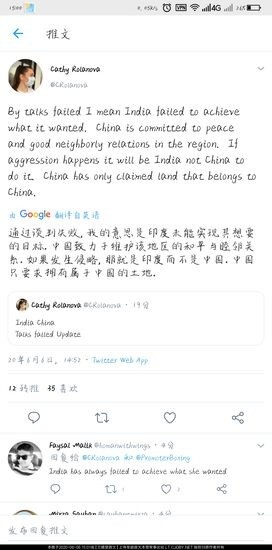 15:00
0.05K/s
VPN
4G
26%
推文
Cathy Rolanova
@CRolanova
By talks failed I mean India failed to achieve
what it wanted. China is committed to peace
and good neighborly relations in the region. If
aggression happens it will be India not China to
do it. China has only claimed land that belongs to
China.
由 Google 翻译自英语
通过谈到失败, 我的意思是印度未能实现其想要
的目标. 中国致力于维护该地区的和平与睦邻关
系. 如果发生侵略, 那就是印度而不是中国. 中国
只要求拥有属于中国的土地.
Cathy Rolanova @CRolanova · 19分
India China
Talks failed Update
20年6月6日, 14:52 · Twitter Web App
12 转推 35 喜欢
Faysal Malik @humanwithwings · 4分
回复给 @CRolanova 和 @PromoterBoxing
India has always failed to achieve what she wanted
发布回复推文